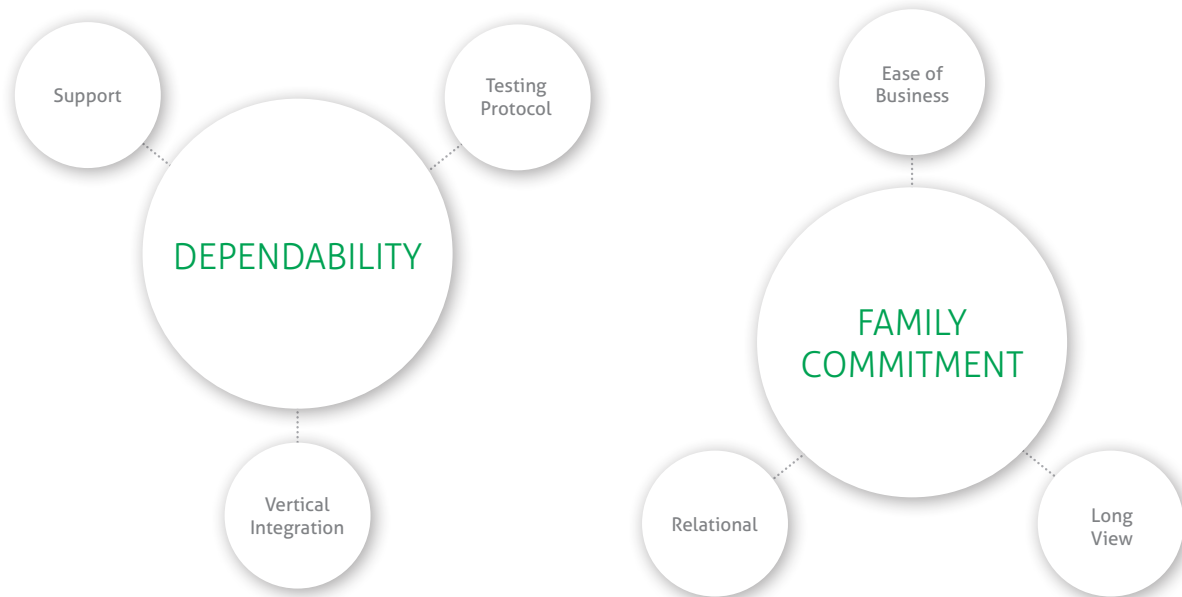 Support
Testing
Protocol
DEPENDABILITY
Vertical
Integration
Ease of
Business
FAMILY
COMMITMENT
Relational
Long
View